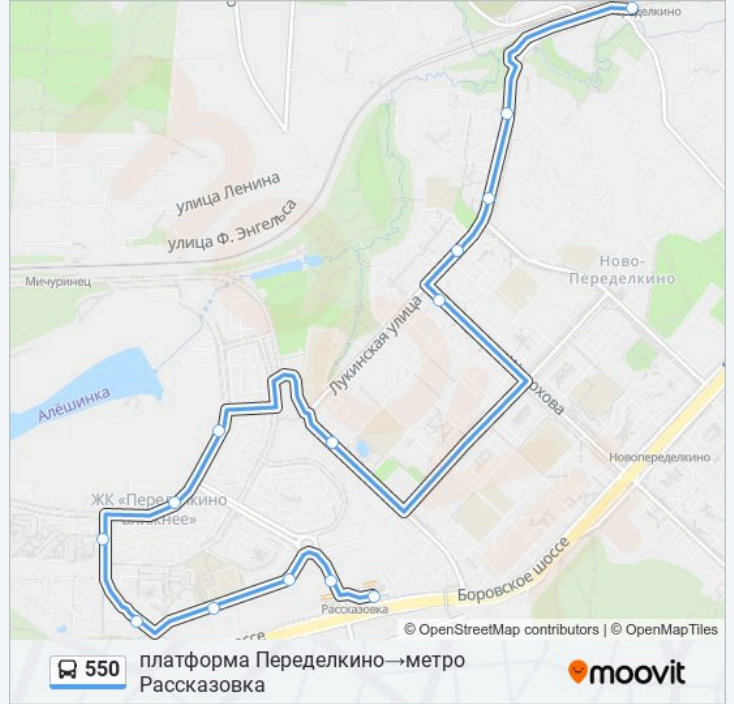 улица Ленина
улица Ф. Энгельса
Мичуринец
Ново-
Переделкино
Лукинская улица
Алёшинка
Новопеределкино
ЖК «Переделкино
Ближнее»
Боровское шоссе
Рассказовка
© OpenStreetMap contributors | © OpenMapTiles
550
платформа Переделкино→метро
Рассказовка
moovit